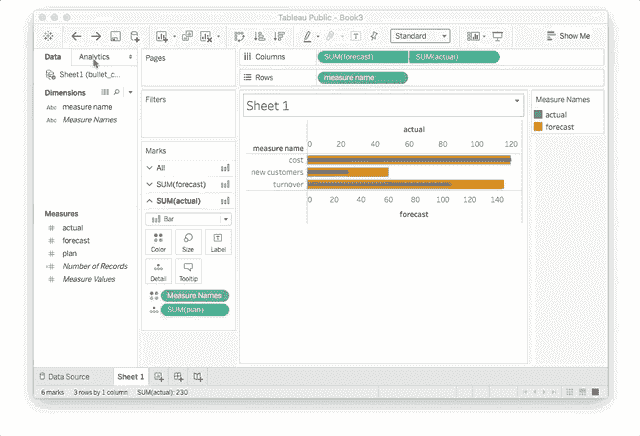 Tableau Public - Book3
Standard
Show Me
Data
Analytics
Sheet1 (bullet_c...
Dimensions
Abc measure name
Abc Measure Names
Measures
# actual
# forecast
# plan
# Number of Records
# Measure Values
Pages
Filters
Marks
All
SUM(forecast)
SUM(actual)
Bar
Color
Size
Label
Detail
Tooltip
Measure Names
SUM(plan)
Columns
SUM(forecast)
SUM(actual)
Rows
measure name
Sheet 1
actual
measure name
0 20 40 60 80 100 120
cost
new customers
turnover
0 20 40 60 80 100 120 140
forecast
Measure Names
actual
forecast
Data Source
Sheet 1
6 marks 3 rows by 1 column SUM(actual): 230